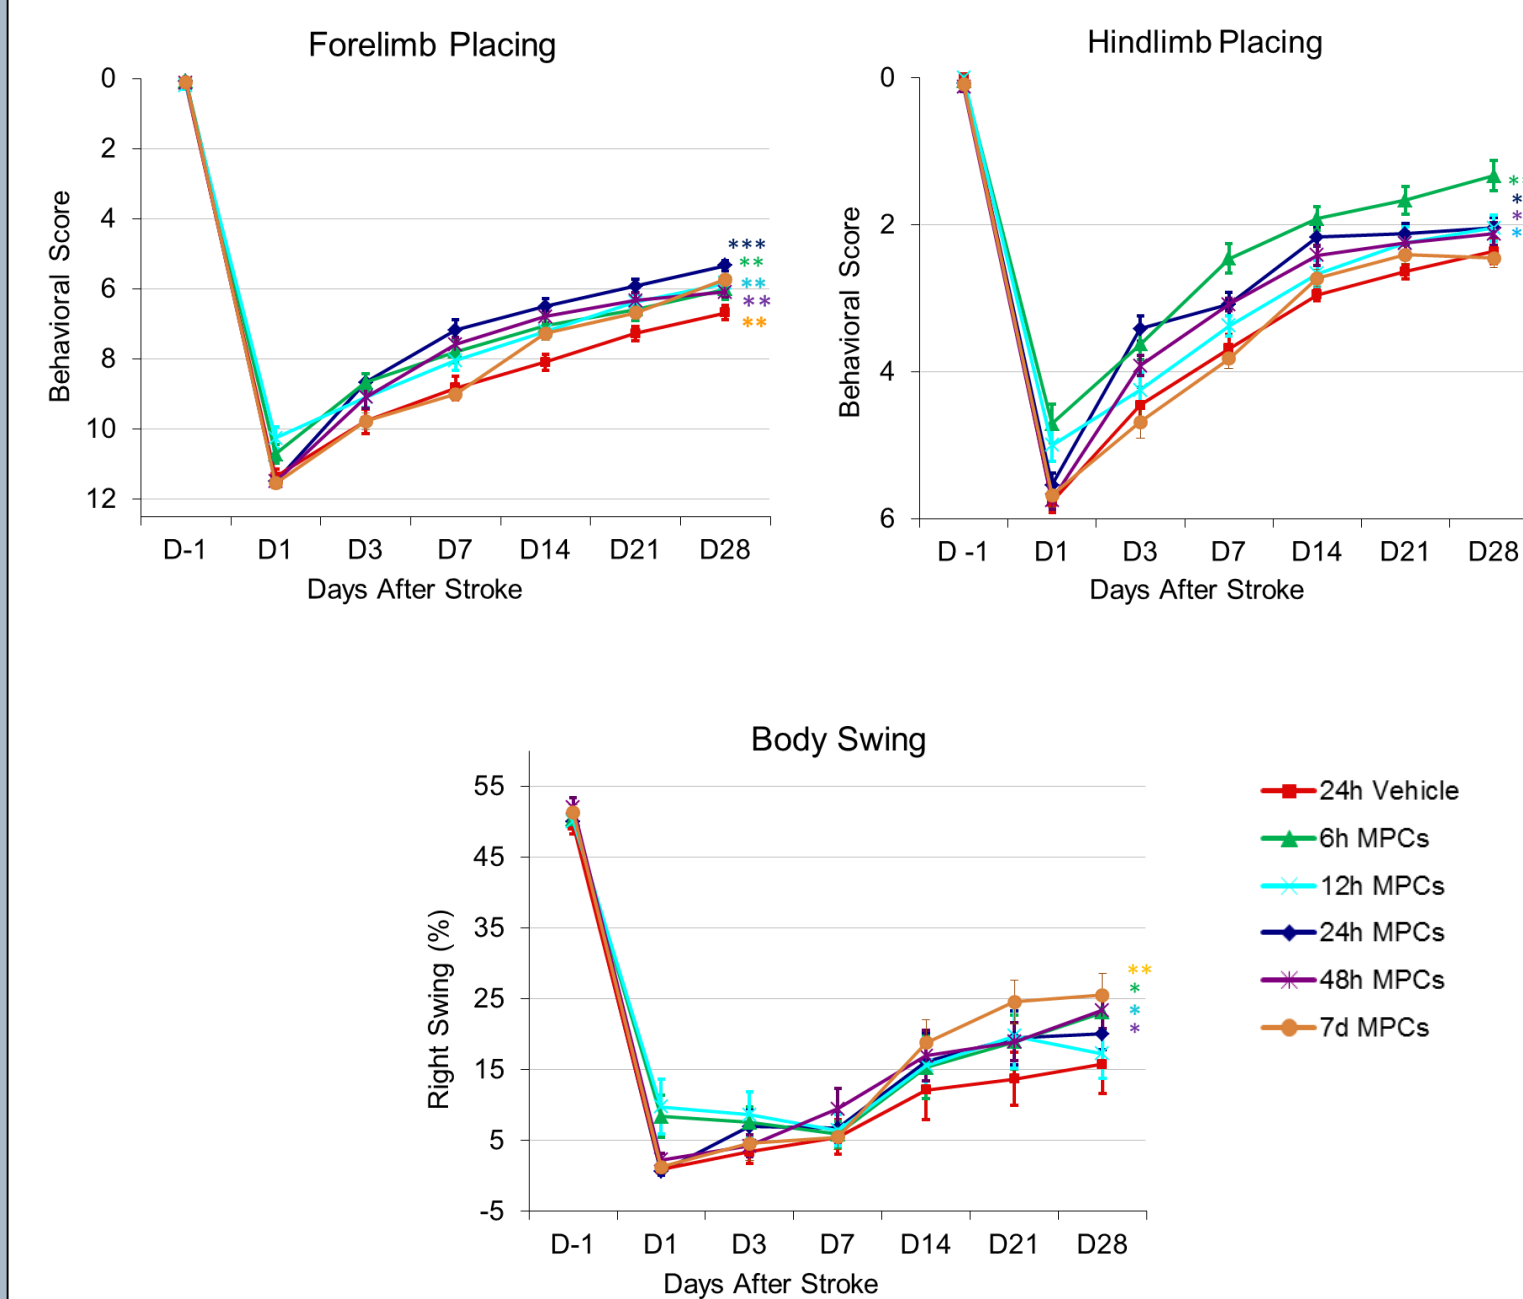 Forelimb Placing
0
2
4
6
8
10
12
Behavioral Score
***
**
**
**
**
D-1 D1 D3 D7 D14 D21 D28
Days After Stroke
Hindlimb Placing
0
2
4
6
Behavioral Score
*
*
*
D -1 D1 D3 D7 D14 D21 D28
Days After Stroke
Body Swing
55
45
35
25
15
5
-5
Right Swing (%)
**
*
*
*
D-1 D1 D3 D7 D14 D21 D28
Days After Stroke
24h Vehicle
6h MPCs
12h MPCs
24h MPCs
48h MPCs
7d MPCs